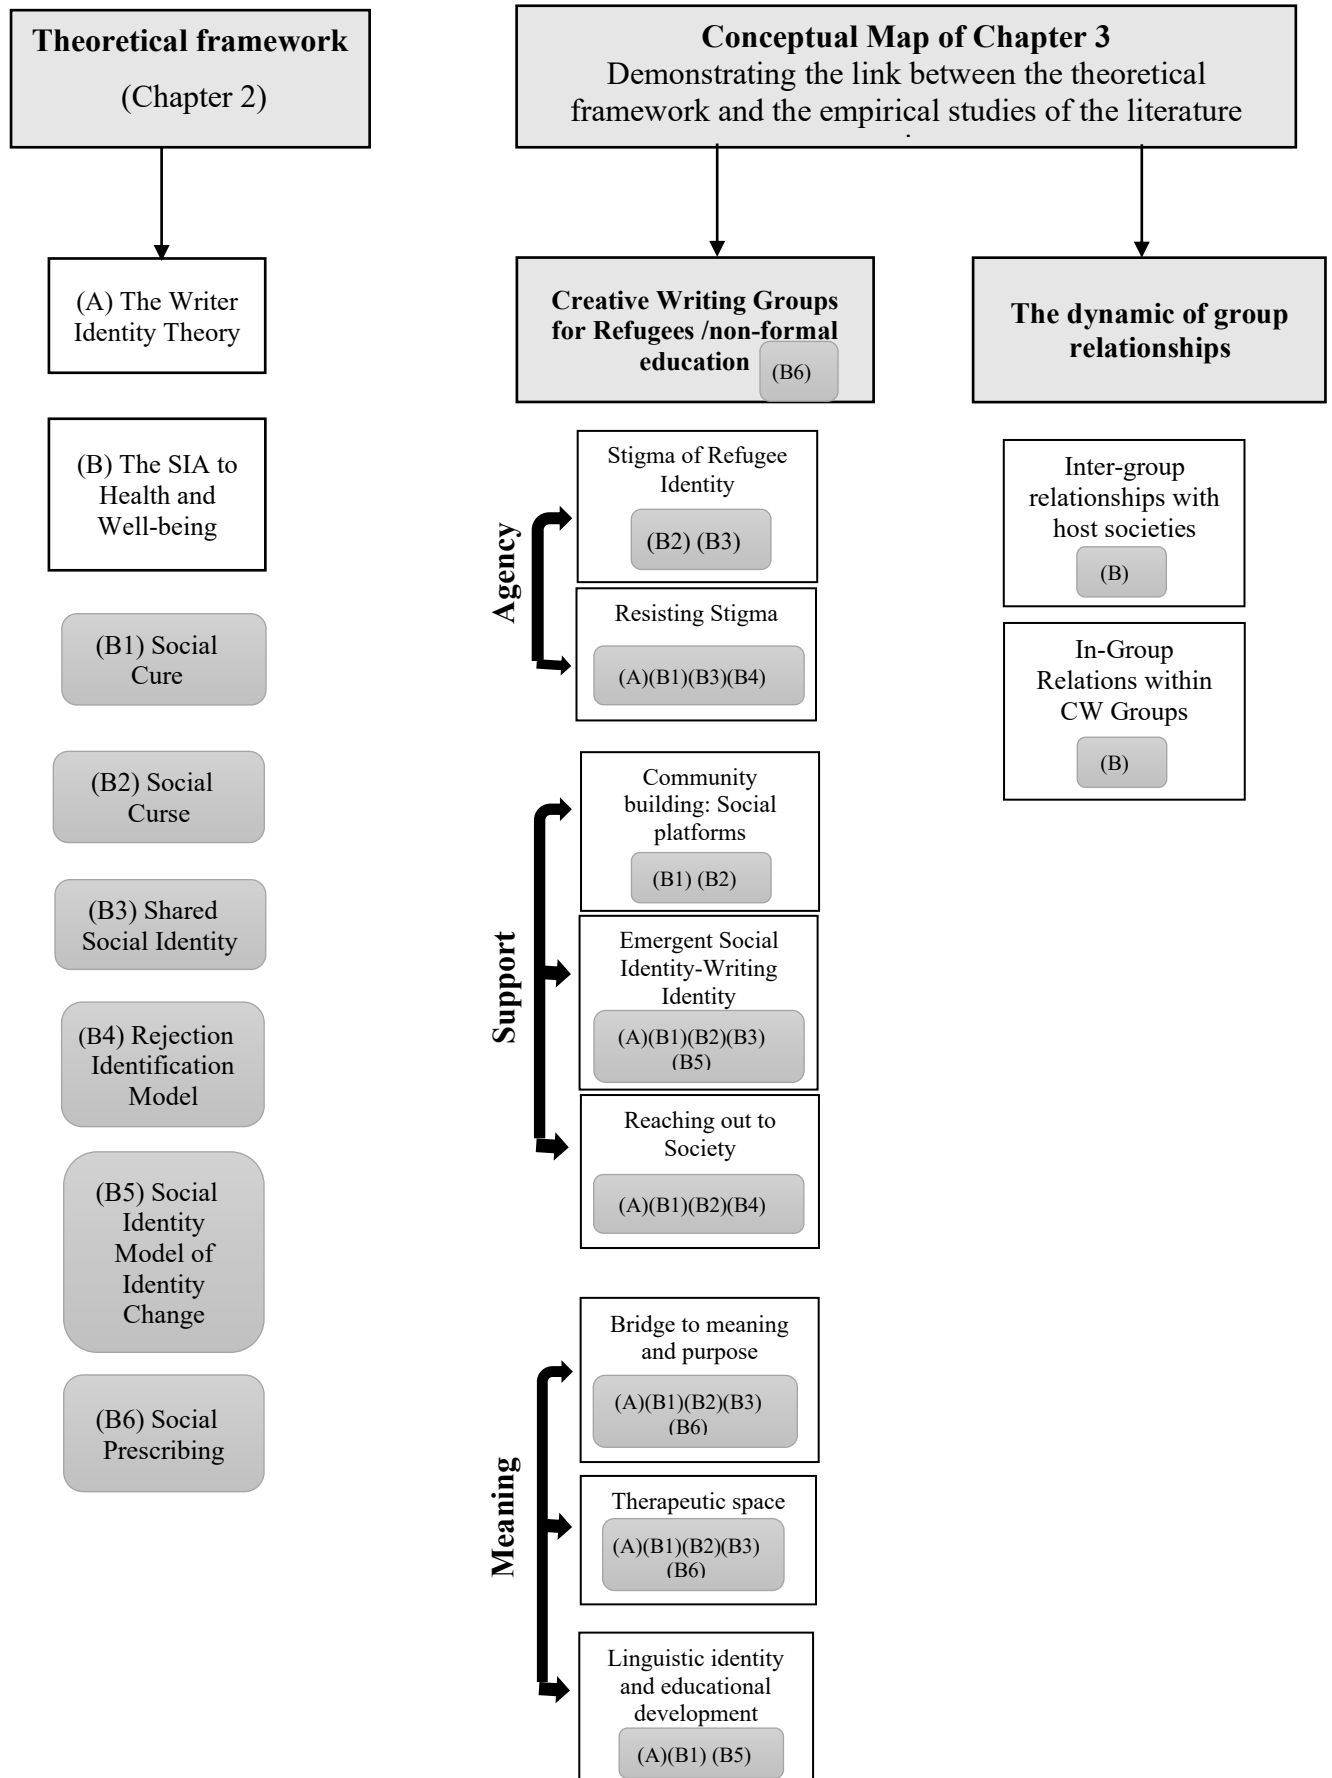 Theoretical framework
(Chapter 2)
(A) The Writer
Identity Theory
(B) The SIA to
Health and
Well-being
(B1) Social
Cure
(B2) Social
Curse
(B3) Shared
Social Identity
(B4) Rejection
Identification
Model
(B5) Social
Identity
Model of
Identity
Change
(B6) Social
Prescribing
Conceptual Map of Chapter 3
Demonstrating the link between the theoretical
framework and the empirical studies of the literature
Creative Writing Groups
for Refugees /non-formal
education
(B6)
Agency
Stigma of Refugee
Identity
(B2) (B3)
Resisting Stigma
(A)(B1)(B3)(B4)
Support
Community
building: Social
platforms
(B1) (B2)
Emergent Social
Identity-Writing
Identity
(A)(B1)(B2)(B3)
(B5)
Reaching out to
Society
(A)(B1)(B2)(B4)
Meaning
Bridge to meaning
and purpose
(A)(B1)(B2)(B3)
(B6)
Therapeutic space
(A)(B1)(B2)(B3)
(B6)
Linguistic identity
and educational
development
(A)(B1) (B5)
The dynamic of group
relationships
Inter-group
relationships with
host societies
(B)
In-Group
Relations within
CW Groups
(B)